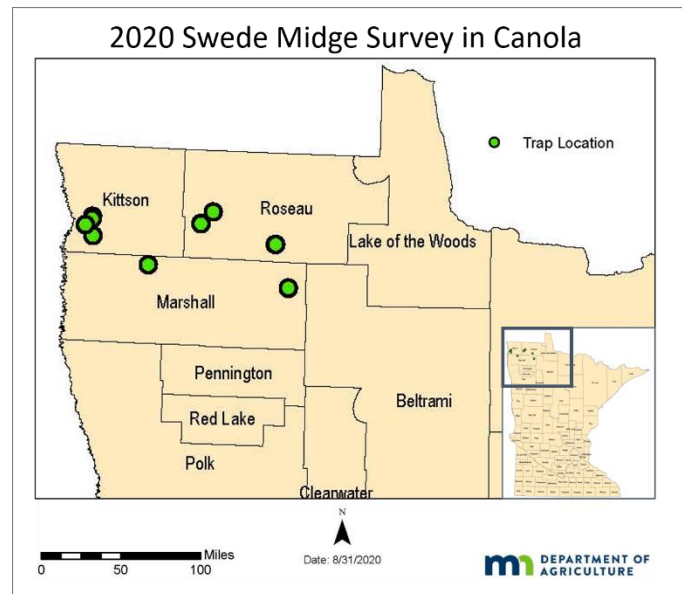 2020 Swede Midge Survey in Canola
Trap Location
Kittson
Roseau
Lake of the Woods
Marshall
Pennington
Beltrami
Red Lake
Polk
Clearwater
N
Miles
0 50 100
Date: 8/31/2020
DEPARTMENT OF
AGRICULTURE